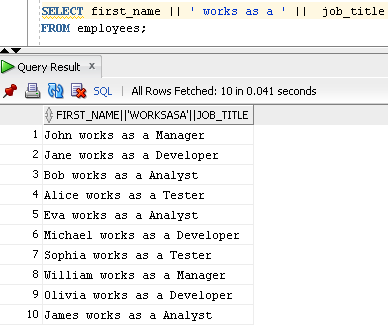 SELECT first_name || ' works as a ' ||  job_title
FROM employees;
Query Result x
SQL | All Rows Fetched: 10 in 0.041 seconds
FIRST_NAME||'WORKSASA'||JOB_TITLE
1 John works as a Manager
2 Jane works as a Developer
3 Bob works as a Analyst
4 Alice works as a Tester
5 Eva works as a Analyst
6 Michael works as a Developer
7 Sophia works as a Tester
8 William works as a Manager
9 Olivia works as a Developer
10 James works as a Analyst